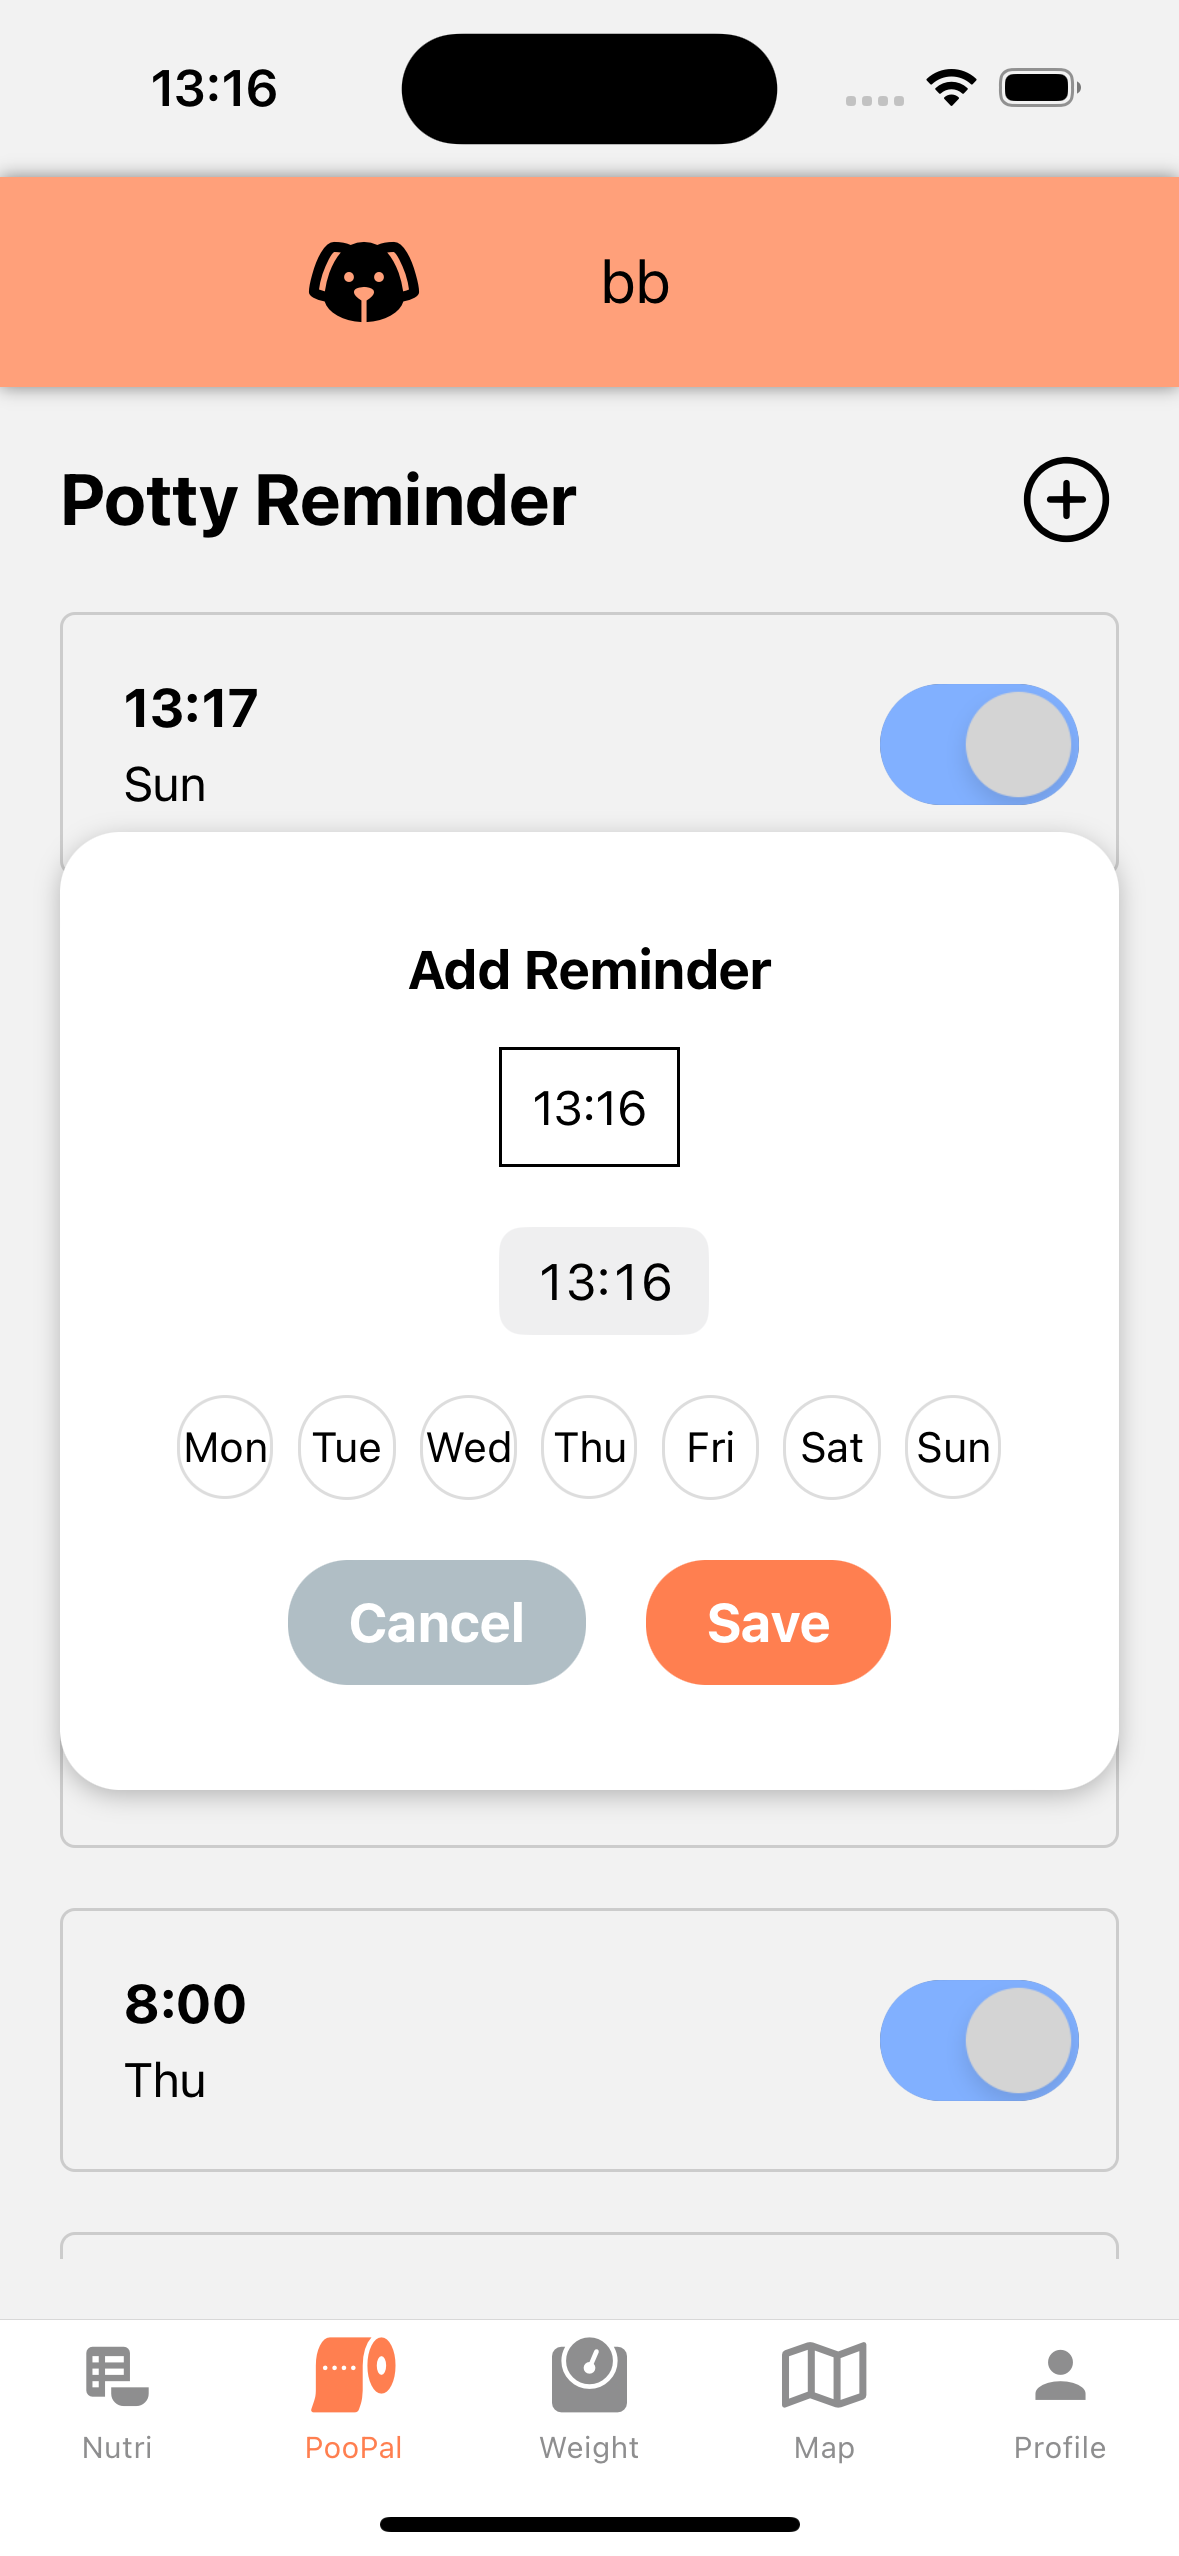 13:16
bb
Potty Reminder
13:17
Sun
Add Reminder
13:16
13:16
Mon Tue Wed Thu Fri Sat Sun
Cancel Save
8:00
Thu
Nutri PooPal Weight Map Profile